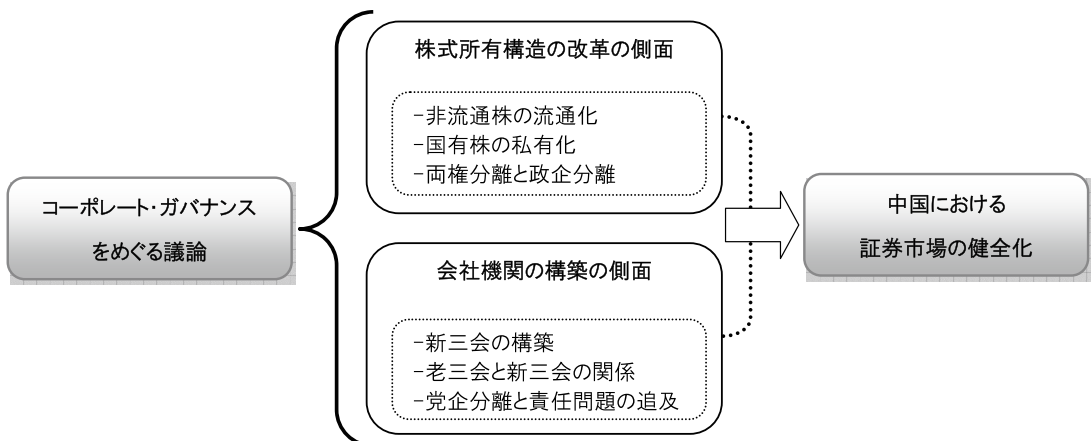 コーポレート・ガバナンス
をめぐる議論
株式所有構造の改革の側面
-非流通株の流通化
-国有株の私有化
-両権分離と政企分離
会社機関の構築の側面
-新三会の構築
-老三会と新三会の関係
-党企分離と責任問題の追及
中国における
証券市場の健全化